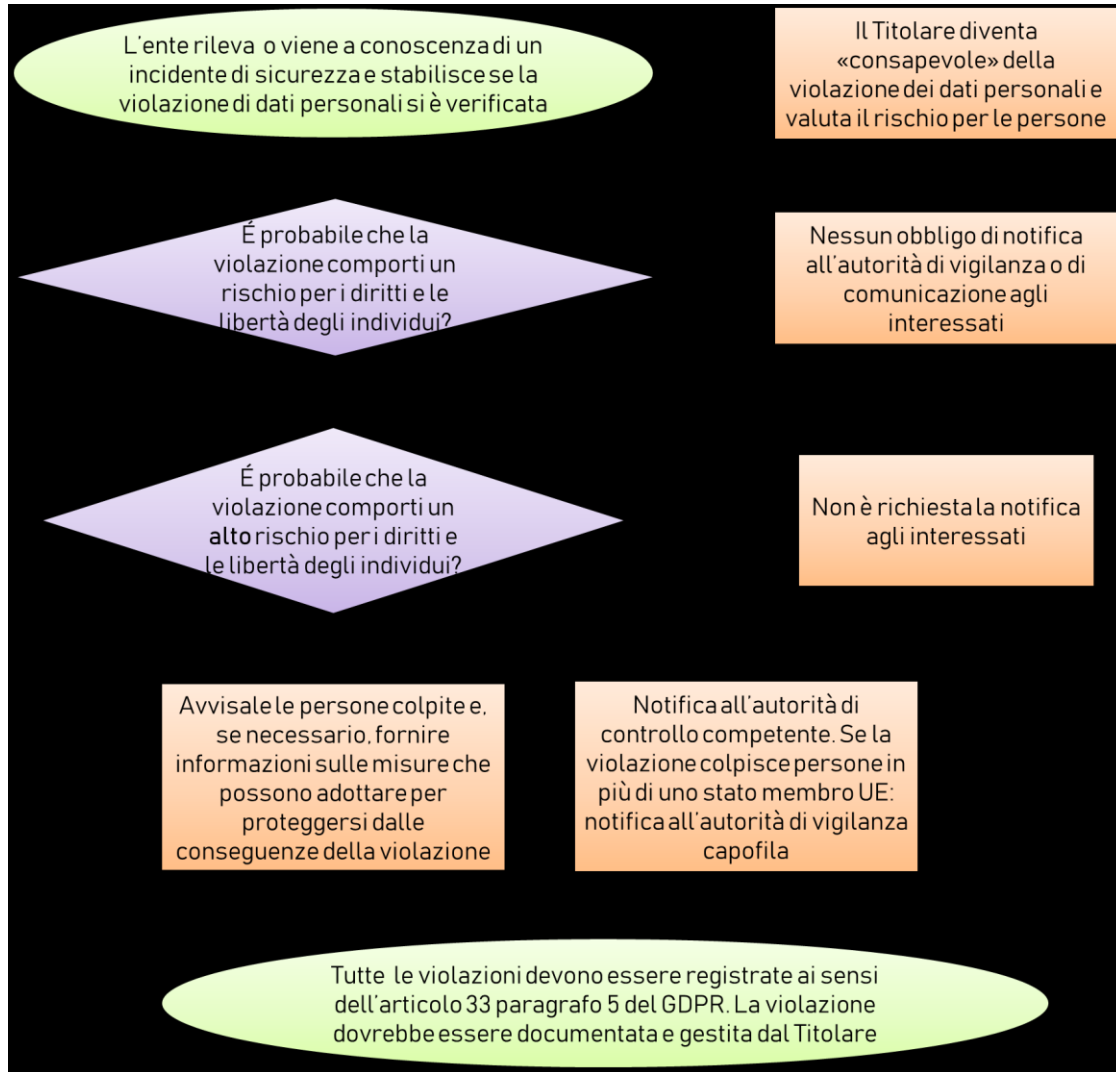 L'ente rileva o viene a conoscenza di un
incidente di sicurezza e stabilisce se la
violazione di dati personali si è verificata
Il Titolare diventa
«consapevole» della
violazione dei dati personali e
valuta il rischio per le persone
É probabile che la
violazione comporti un
rischio per i diritti e le
libertà degli individui?
Nessun obbligo di notifica
all'autorità di vigilanza o di
comunicazione agli
interessati
É probabile che la
violazione comporti un
alto rischio per i diritti e
le libertà degli individui?
Non è richiesta la notifica
agli interessati
Avvisale le persone colpite e,
se necessario, fornire
informazioni sulle misure che
possono adottare per
proteggersi dalle
conseguenze della violazione
Notifica all'autorità di
controllo competente. Se la
violazione colpisce persone in
più di uno stato membro UE:
notifica all'autorità di vigilanza
capofila
Tutte le violazioni devono essere registrate ai sensi
dell'articolo 33 paragrafo 5 del GDPR. La violazione
dovrebbe essere documentata e gestita dal Titolare